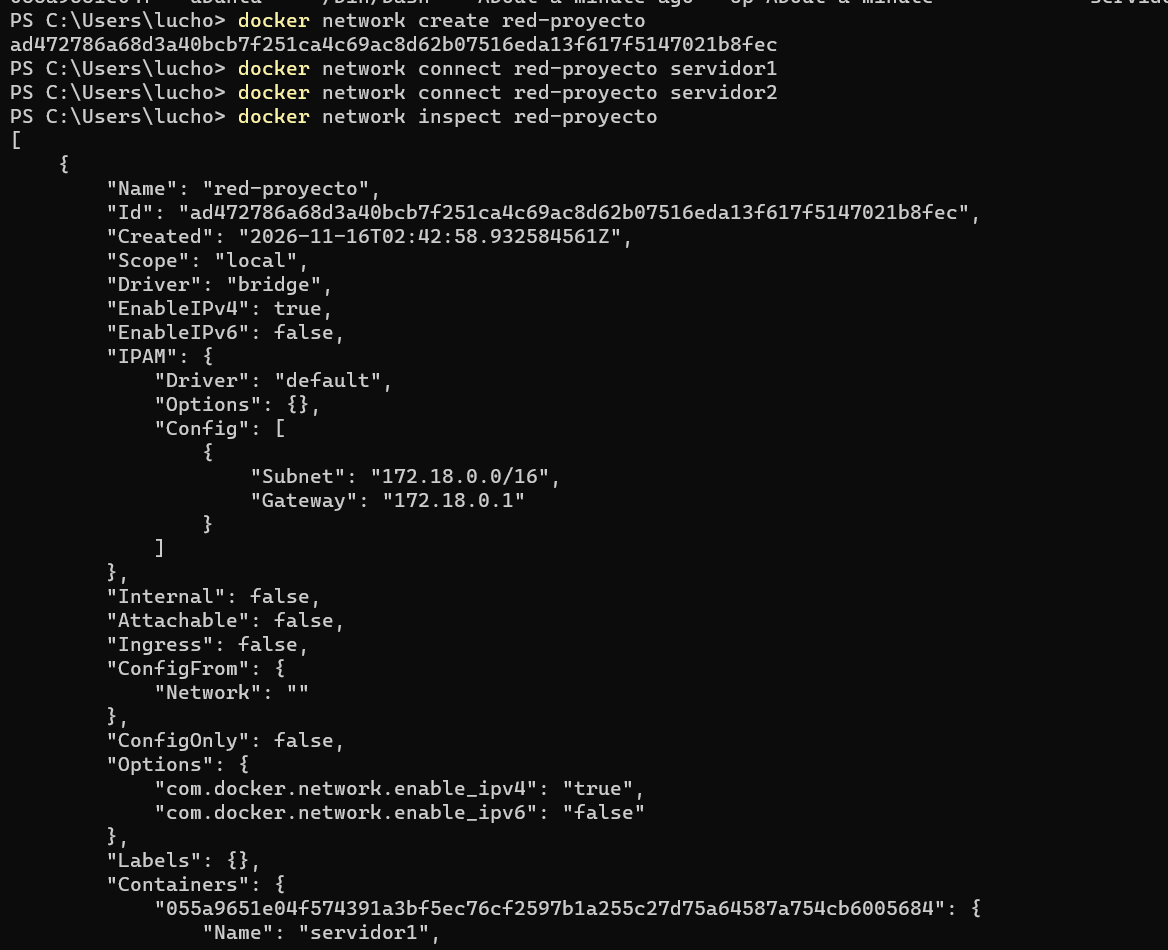 PS C:\Users\lucho> docker network create red-proyecto
ad472786a68d3a40bcb7f251ca4c69ac8d62b07516eda13f617f5147021b8fec
PS C:\Users\lucho> docker network connect red-proyecto servidor1
PS C:\Users\lucho> docker network connect red-proyecto servidor2
PS C:\Users\lucho> docker network inspect red-proyecto
[
    {
        "Name": "red-proyecto",
        "Id": "ad472786a68d3a40bcb7f251ca4c69ac8d62b07516eda13f617f5147021b8fec",
        "Created": "2026-11-16T02:42:58.932584561Z",
        "Scope": "local",
        "Driver": "bridge",
        "EnableIPv4": true,
        "EnableIPv6": false,
        "IPAM": {
            "Driver": "default",
            "Options": {},
            "Config": [
                {
                    "Subnet": "172.18.0.0/16",
                    "Gateway": "172.18.0.1"
                }
            ]
        },
        "Internal": false,
        "Attachable": false,
        "Ingress": false,
        "ConfigFrom": {
            "Network": ""
        },
        "ConfigOnly": false,
        "Options": {
            "com.docker.network.enable_ipv4": "true",
            "com.docker.network.enable_ipv6": "false"
        },
        "Labels": {},
        "Containers": {
            "055a9651e04f574391a3bf5ec76cf2597b1a255c27d75a64587a754cb6005684": {
                "Name": "servidor1",